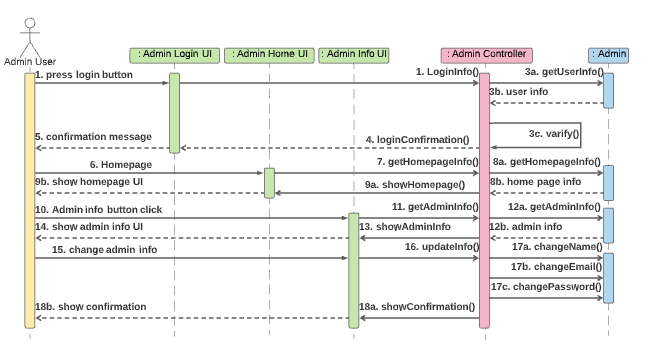 : Admin Login UI
: Admin Home UI
: Admin Info UI
: Admin Controller
: Admin
Admin User
1. press login button
1. LoginInfo()
3a. getUserInfo()
3b. user info
3c. varify()
5. confirmation message
4. loginConfirmation()
6. Homepage
7. getHomepageInfo()
8a. getHomepageInfo()
9b. show homepage UI
9a. showHomepage()
8b. home page info
10. Admin info button click
11. getAdminInfo()
12a. getAdminInfo()
14. show admin info UI
13. showAdminInfo
12b. admin info
15. change admin info
16. updateInfo()
17a. changeName()
17b. changeEmail()
17c. changePassword()
18b. show confirmation
18a. showConfirmation()